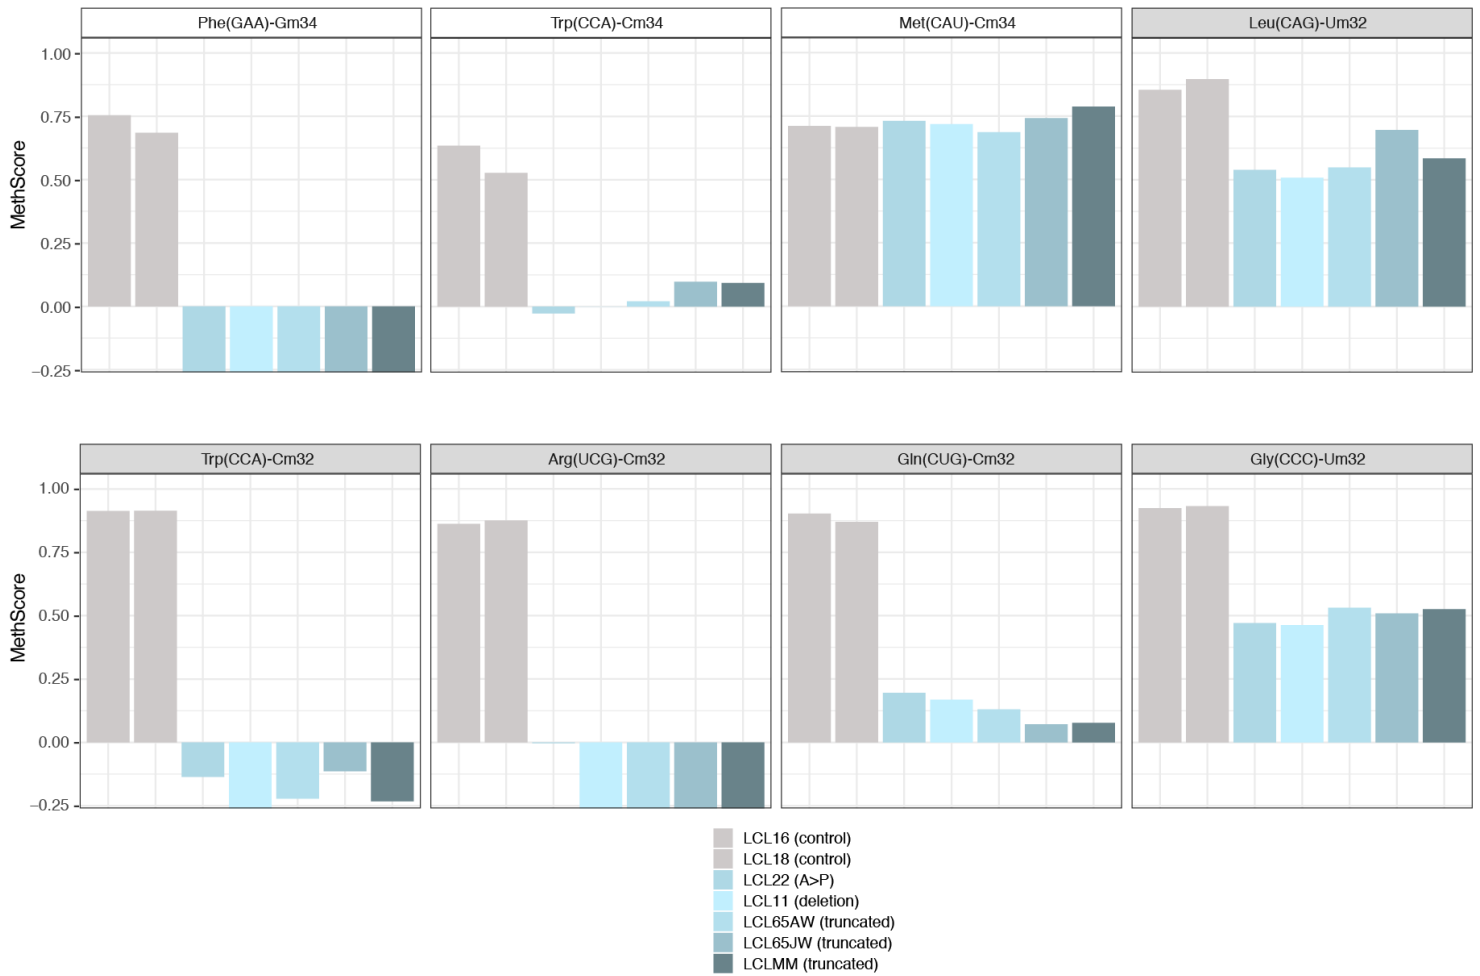 Phe(GAA)-Gm34
Trp(CCA)-Cm34
Met(CAU)-Cm34
Leu(CAG)-Um32
MethScore
1.00
0.75
0.50
0.25
0.00
−0.25
Trp(CCA)-Cm32
Arg(UCG)-Cm32
Gln(CUG)-Cm32
Gly(CCC)-Um32
MethScore
1.00
0.75
0.50
0.25
0.00
−0.25
LCL16 (control)
LCL18 (control)
LCL22 (A>P)
LCL11 (deletion)
LCL65AW (truncated)
LCL65JW (truncated)
LCLMM (truncated)